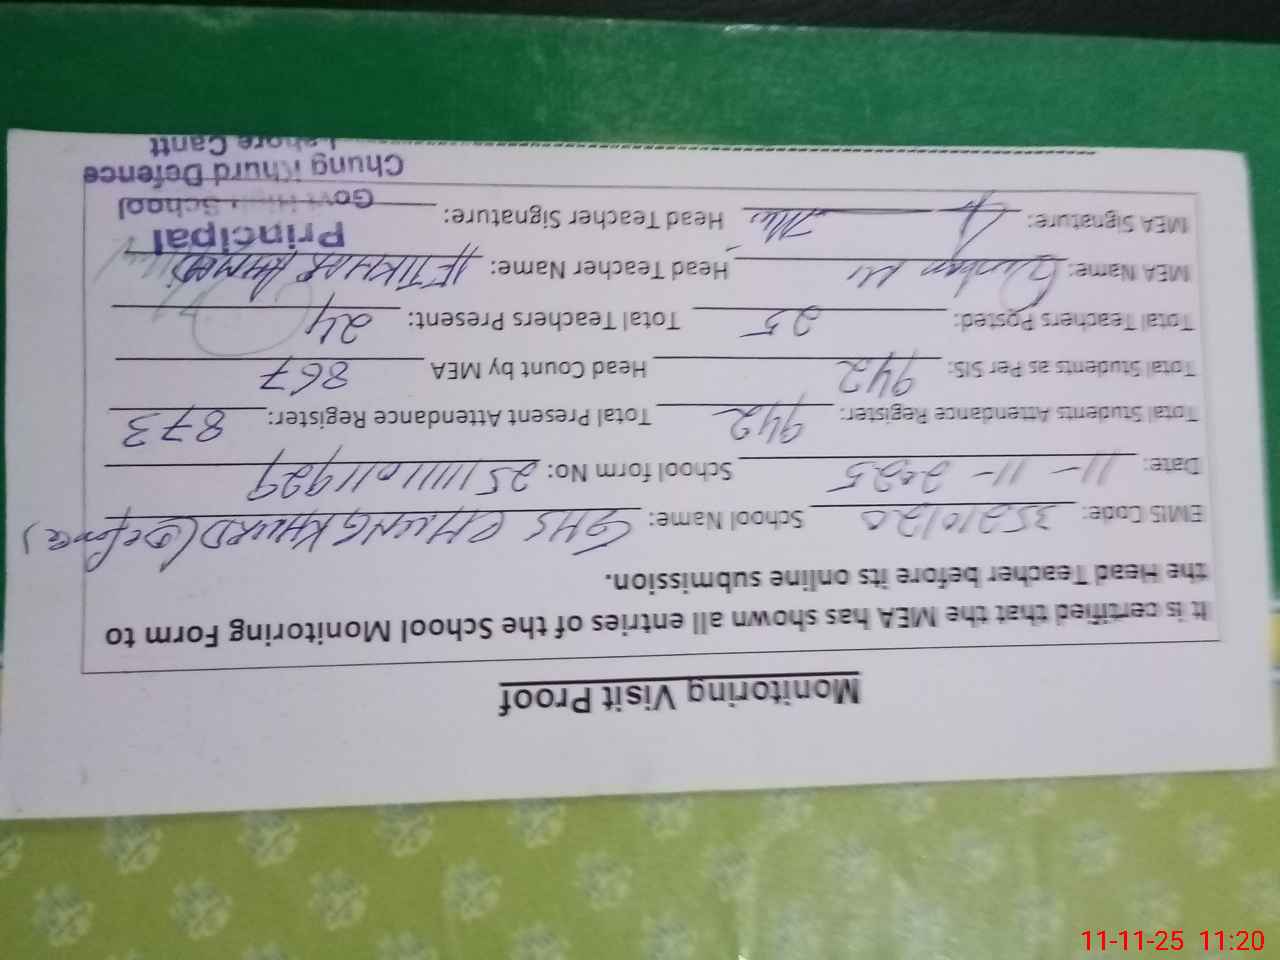 Monitoring Visit Proof
It is certified that the MEA has shown all entries of the School Monitoring Form to
the Head Teacher before its online submission.
EMIS Code: 35210120 School Name: GHS CHUNG KHURD (Defence)
Date: 11-11-2025 School form No: 251111011929
Total Students Attendance Register: 942 Total Present Attendance Register: 873
Total Students as Per SIS: 942 Head Count by MEA 867
Total Teachers Posted: 25 Total Teachers Present: 24
MEA Name: Head Teacher Name: IFTIKHAR AHMAD
MEA Signature: Head Teacher Signature:
Principal
Govt High School
Chung Khurd Defence
Lahore Cantt
11-11-25 11:20